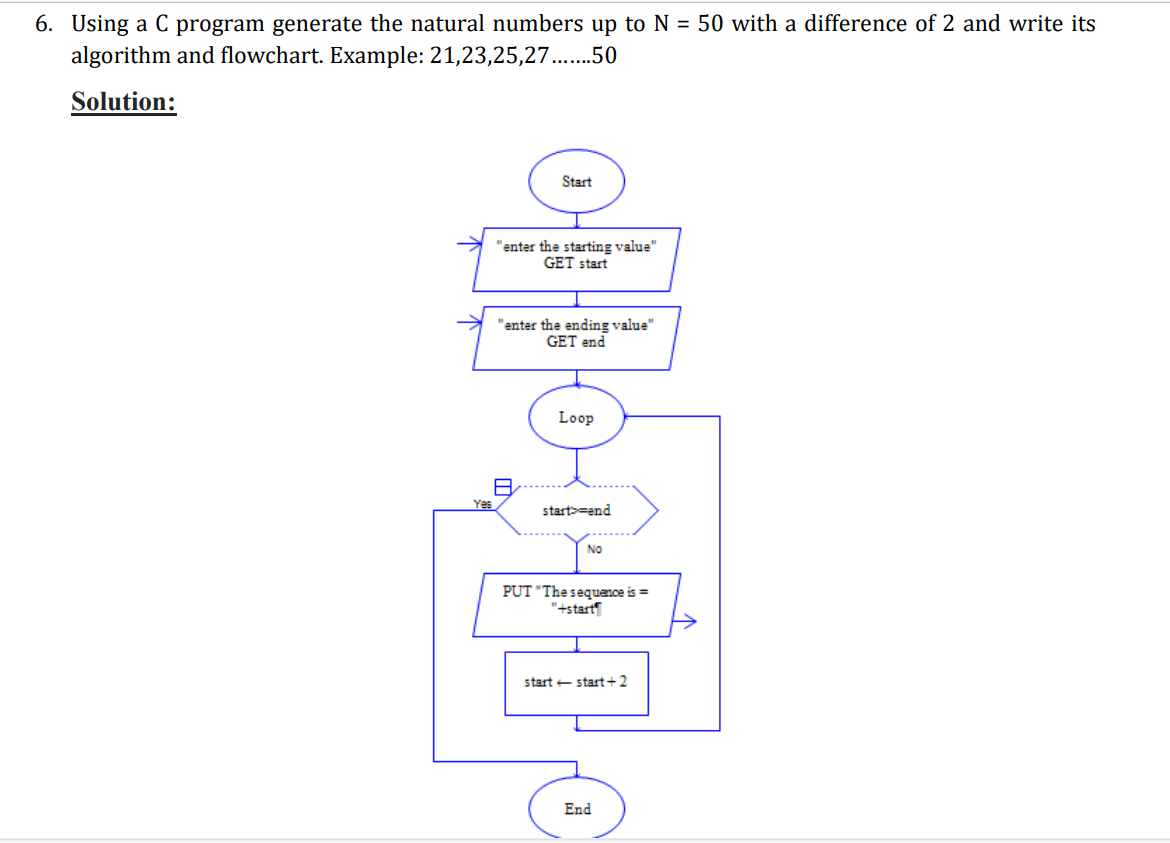 6. Using a C program generate the natural numbers up to N = 50 with a difference of 2 and write its
algorithm and flowchart. Example: 21,23,25,27.......50
Solution:
Start
"enter the starting value"
GET start
"enter the ending value"
GET end
Loop
Yes
start>=end
No
PUT "The sequence is =
"+start¶
start ← start+2
End